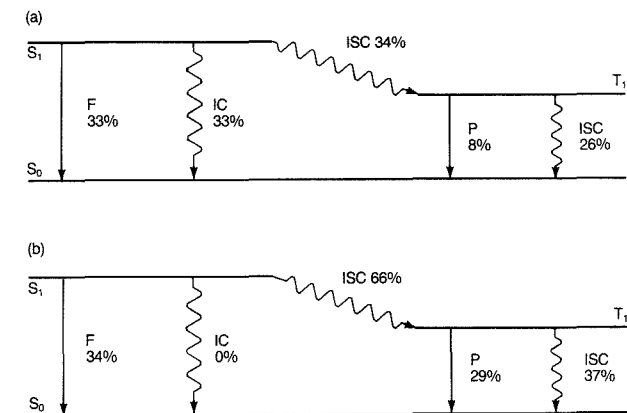 (a)
S₁
ISC 34%
T₁
F
33%
IC
33%
P
8%
ISC
26%
S₀
(b)
S₁
ISC 66%
T₁
F
34%
IC
0%
P
29%
ISC
37%
S₀